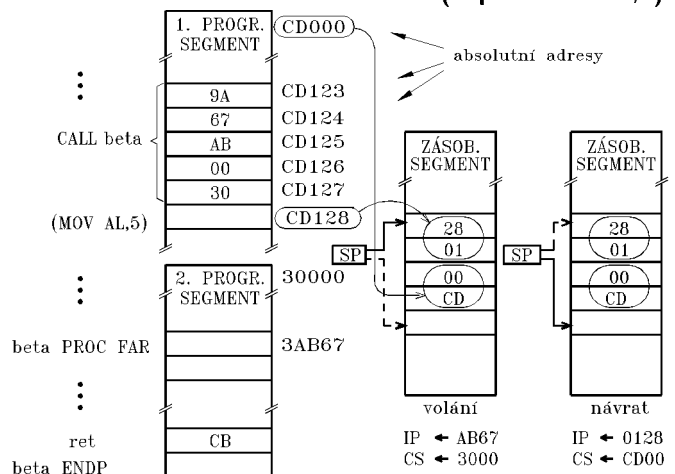 1. PROGR.
SEGMENT
CD000
absolutní adresy
9A
CD123
67
CD124
CALL beta
AB
CD125
00
CD126
30
CD127
(MOV AL,5)
CD128
ZÁSOB.
SEGMENT
ZÁSOB.
SEGMENT
28
01
00
CD
28
01
00
CD
SP
SP
2. PROGR.
SEGMENT
30000
beta PROC FAR
3AB67
ret
CB
beta ENDP
volání
IP ← AB67
CS ← 3000
návrat
IP ← 0128
CS ← CD00